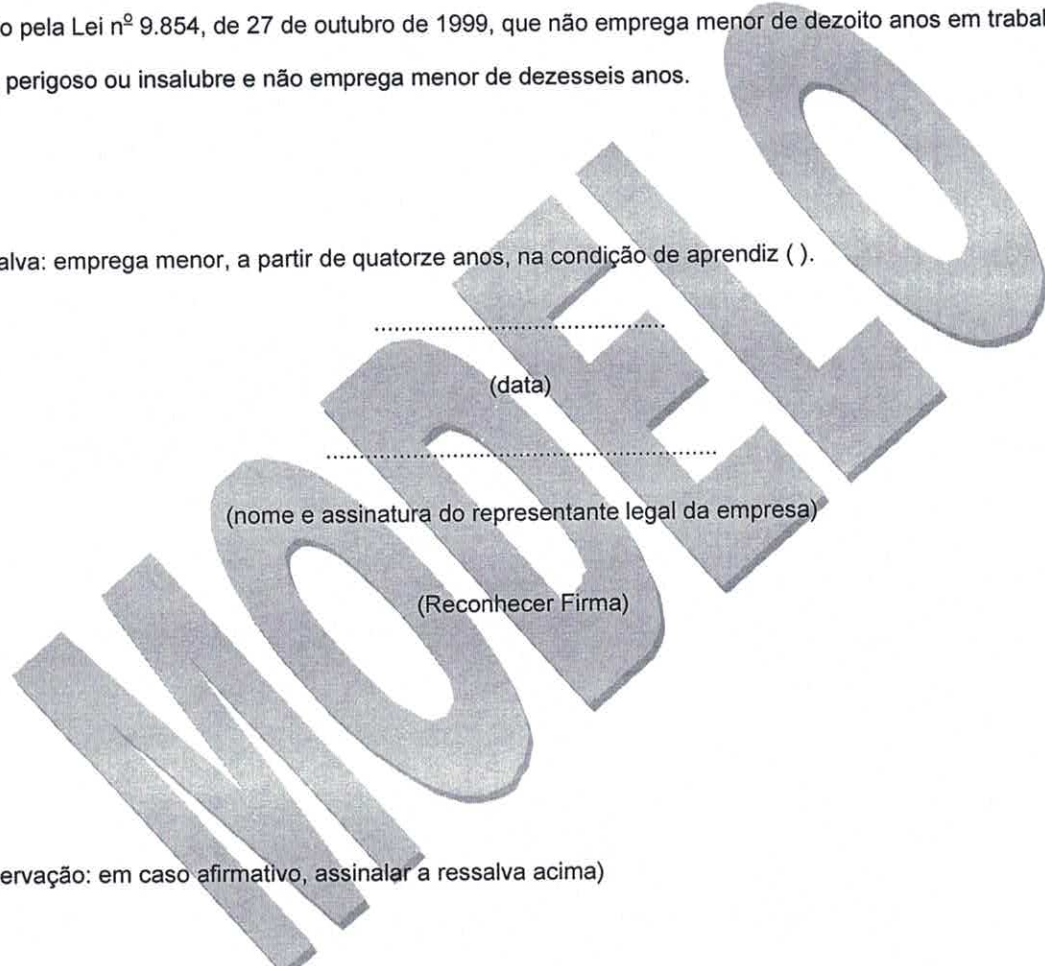 o pela Lei nº 9.854, de 27 de outubro de 1999, que não emprega menor de dezoito anos em
perigoso ou insalubre e não emprega menor de dezesseis anos.
alva: emprega menor, a partir de quatorze anos, na condição de aprendiz ( ).
............................................
(data)
...........................................................
(nome e assinatura do representante legal da empresa)
(Reconhecer Firma)
ervação: em caso afirmativo, assinalar a ressalva acima)
MODELO